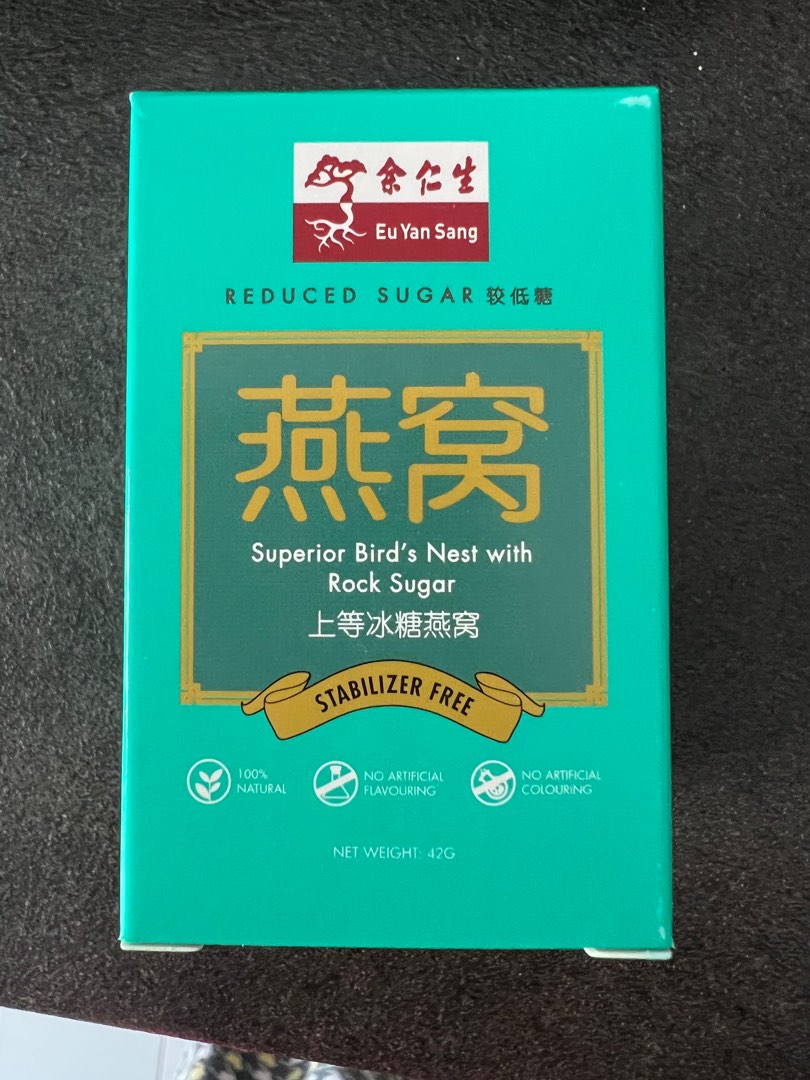 余仁生
Eu Yan Sang
REDUCED SUGAR 较低糖
燕窝
Superior Bird's Nest with
Rock Sugar
上等冰糖燕窝
STABILIZER FREE
100%
NATURAL
NO ARTIFICIAL
FLAVOURING
NO ARTIFICIAL
COLOURING
NET WEIGHT: 42G